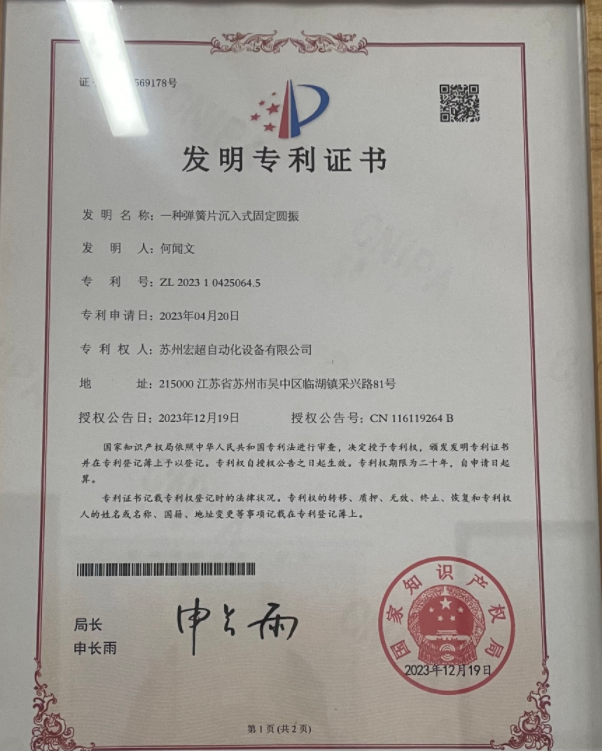 证
569178号
发明专利证书
发明名称：一种弹簧片沉入式固定圆振
发明人：何闻文
专利号：ZL 2023 1 0425064.5
专利申请日：2023年04月20日
专利权人：苏州宏超自动化设备有限公司
地址：215000 江苏省苏州市吴中区临湖镇采兴路81号
授权公告日：2023年12月19日 授权公告号：CN 116119264 B
国家知识产权局依照中华人民共和国专利法进行审查，决定授予专利权，颁发发明专利证书
并在专利登记簿上予以登记。专利权自授权公告之日起生效。专利权期限为二十年，自申请日起
算。
专利证书记载专利权登记时的法律状况。专利权的转移、质押、无效、终止、恢复和专利权
人的姓名或名称、国籍、地址变更等事项记载在专利登记簿上。
局长
申长雨
申长雨
国家知识产权局
2023年12月19日
第1页(共2页)